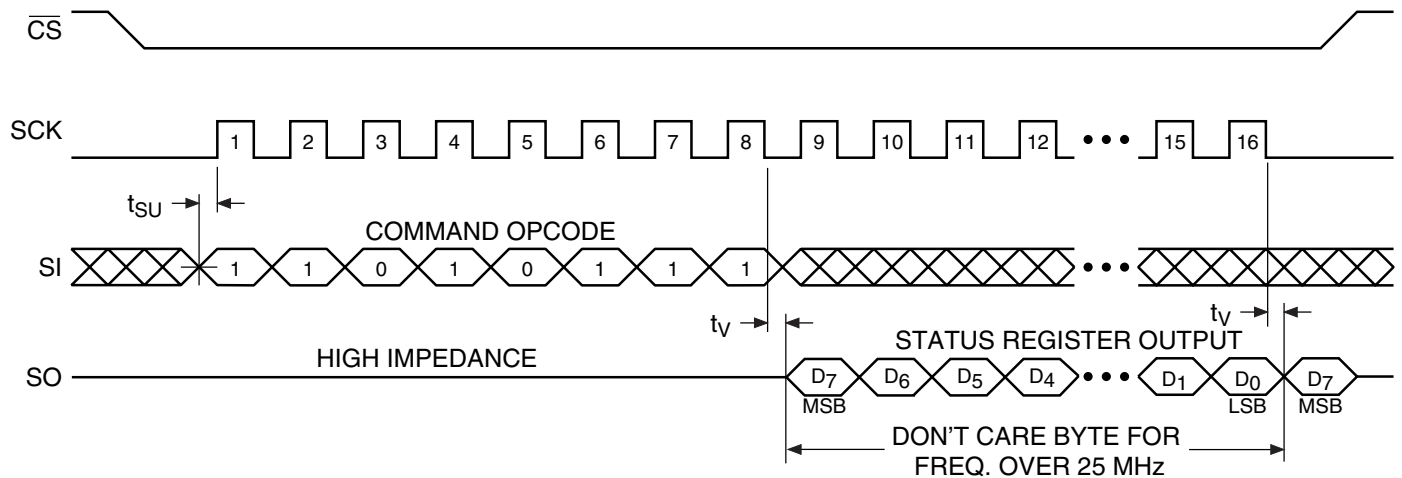 CS
SCK
1 2 3 4 5 6 7 8 9 10 11 12 ••• 15 16
tSU
COMMAND OPCODE
SI
1 1 0 1 0 1 1 1 •••
tV
tV
HIGH IMPEDANCE
STATUS REGISTER OUTPUT
SO
D7 D6 D5 D4 ••• D1 D0 D7
MSB LSB MSB
DON'T CARE BYTE FOR
FREQ. OVER 25 MHz